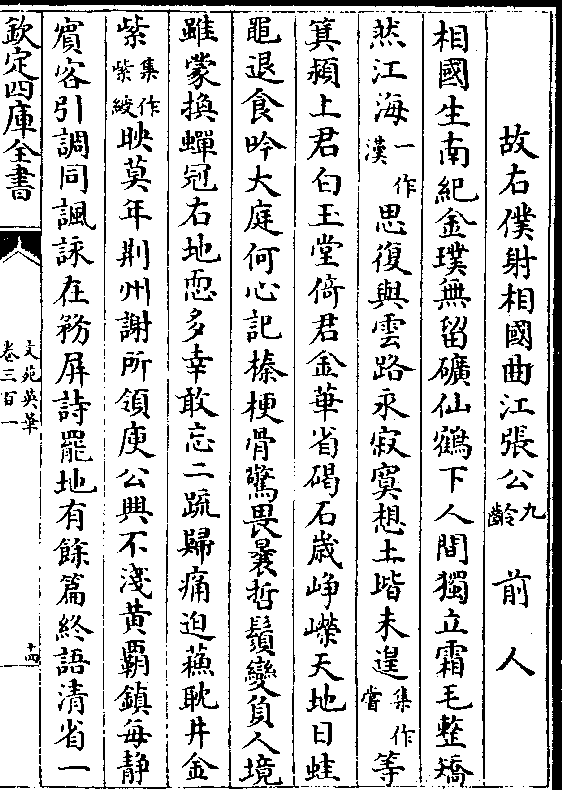 故右僕射相國曲江張公九齡 前人
相國生南紀金璞無留礦仙鶴下人間獨立霜毛整矯
然江海一作漢思復與雲路永寂寞想土堦未遑集作嘗等
箕潁上君白玉堂倚君金華省碣石歲崢嶸天地日蛙
黽退食吟大庭何心記榛梗骨驚畏曩哲鬒變負人境
雖蒙換蟬冠右地恧多幸敢忘二疏歸痛迫蘓耽井金
紫集作紫綬映莫年荆州謝所領庾公興不淺黄覇鎮每静
賔客引調同諷詠在務屏詩罷地有餘篇終語清省一
欽定四庫全書
文苑英華
卷三百一
十四